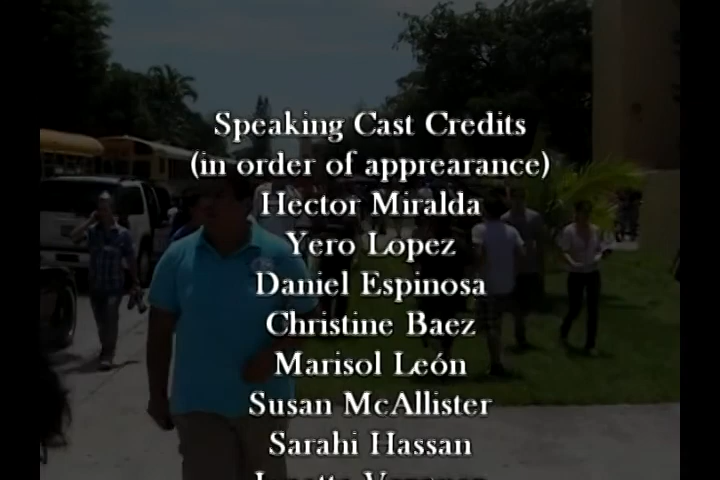 Speaking Cast Credits
(in order of apprearance)
Hector Miralda
Yero Lopez
Daniel Espinosa
Christine Baez
Marisol León
Susan McAllister
Sarahi Hassan